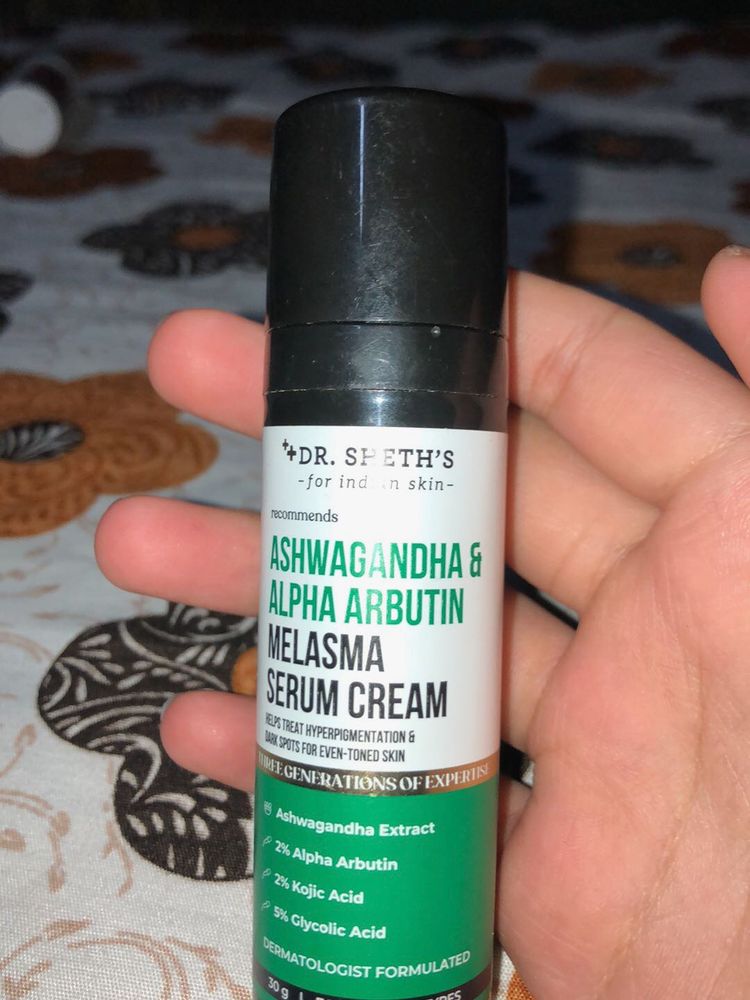 DR. SHETH'S
-for indian skin-
recommends
ASHWAGANDHA &
ALPHA ARBUTIN
MELASMA
SERUM CREAM
HELPS TREAT HYPERPIGMENTATION &
DARK SPOTS FOR EVEN-TONED SKIN
THREE GENERATIONS OF EXPERTISE
Ashwagandha Extract
2% Alpha Arbutin
2% Kojic Acid
5% Glycolic Acid
DERMATOLOGIST FORMULATED
30 g |